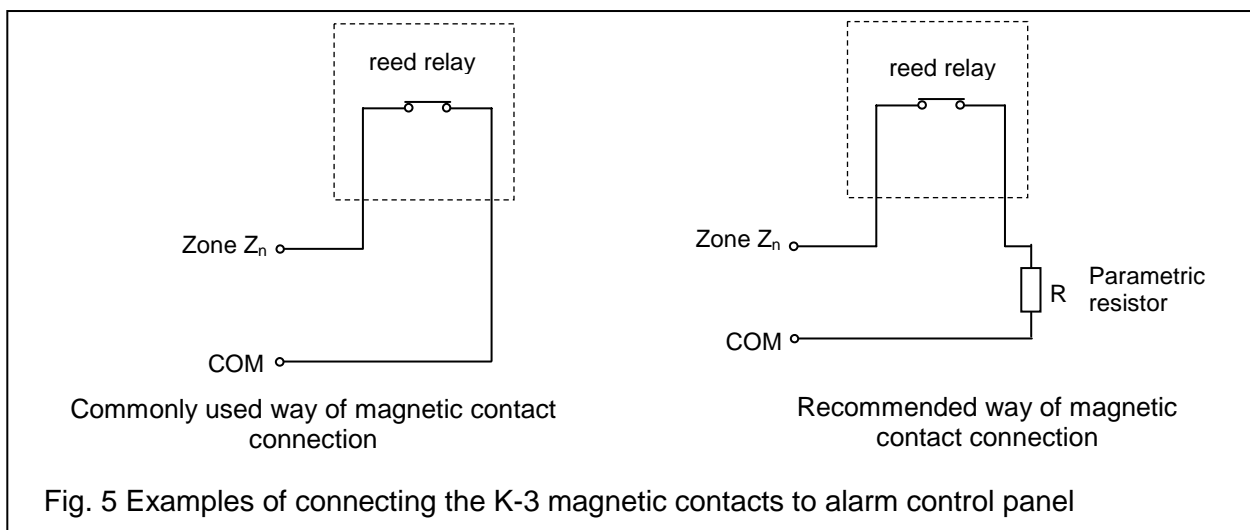 reed relay
Zone Zn
COM
Commonly used way of magnetic contact
connection
reed relay
Zone Zn
R
Parametric
resistor
COM
Recommended way of magnetic
contact connection
Fig. 5 Examples of connecting the K-3 magnetic contacts to alarm control panel